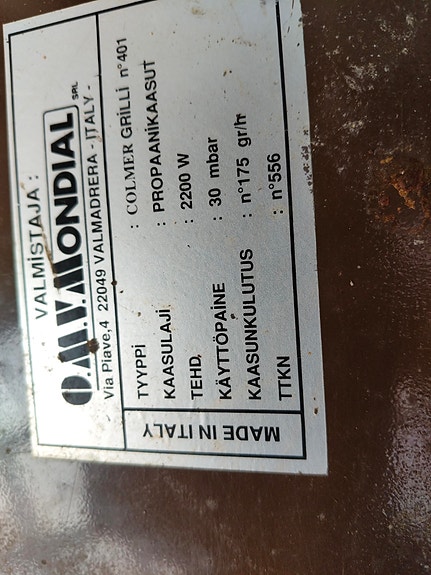 VALMISTAJA :
O.M.V. MONDIAL SRL
Via Piave,4 22049 VALMADRERA - ITALY -
TYYPPI : COLMER GRILLI n° 401
KAASULAJI : PROPAANIKAASUT
TEHD. : 2200 W
KÄYTTÖPAINE : 30 mbar
KAASUNKULUTUS : n° 175 gr/h
TTKN : n° 556
MADE IN ITALY